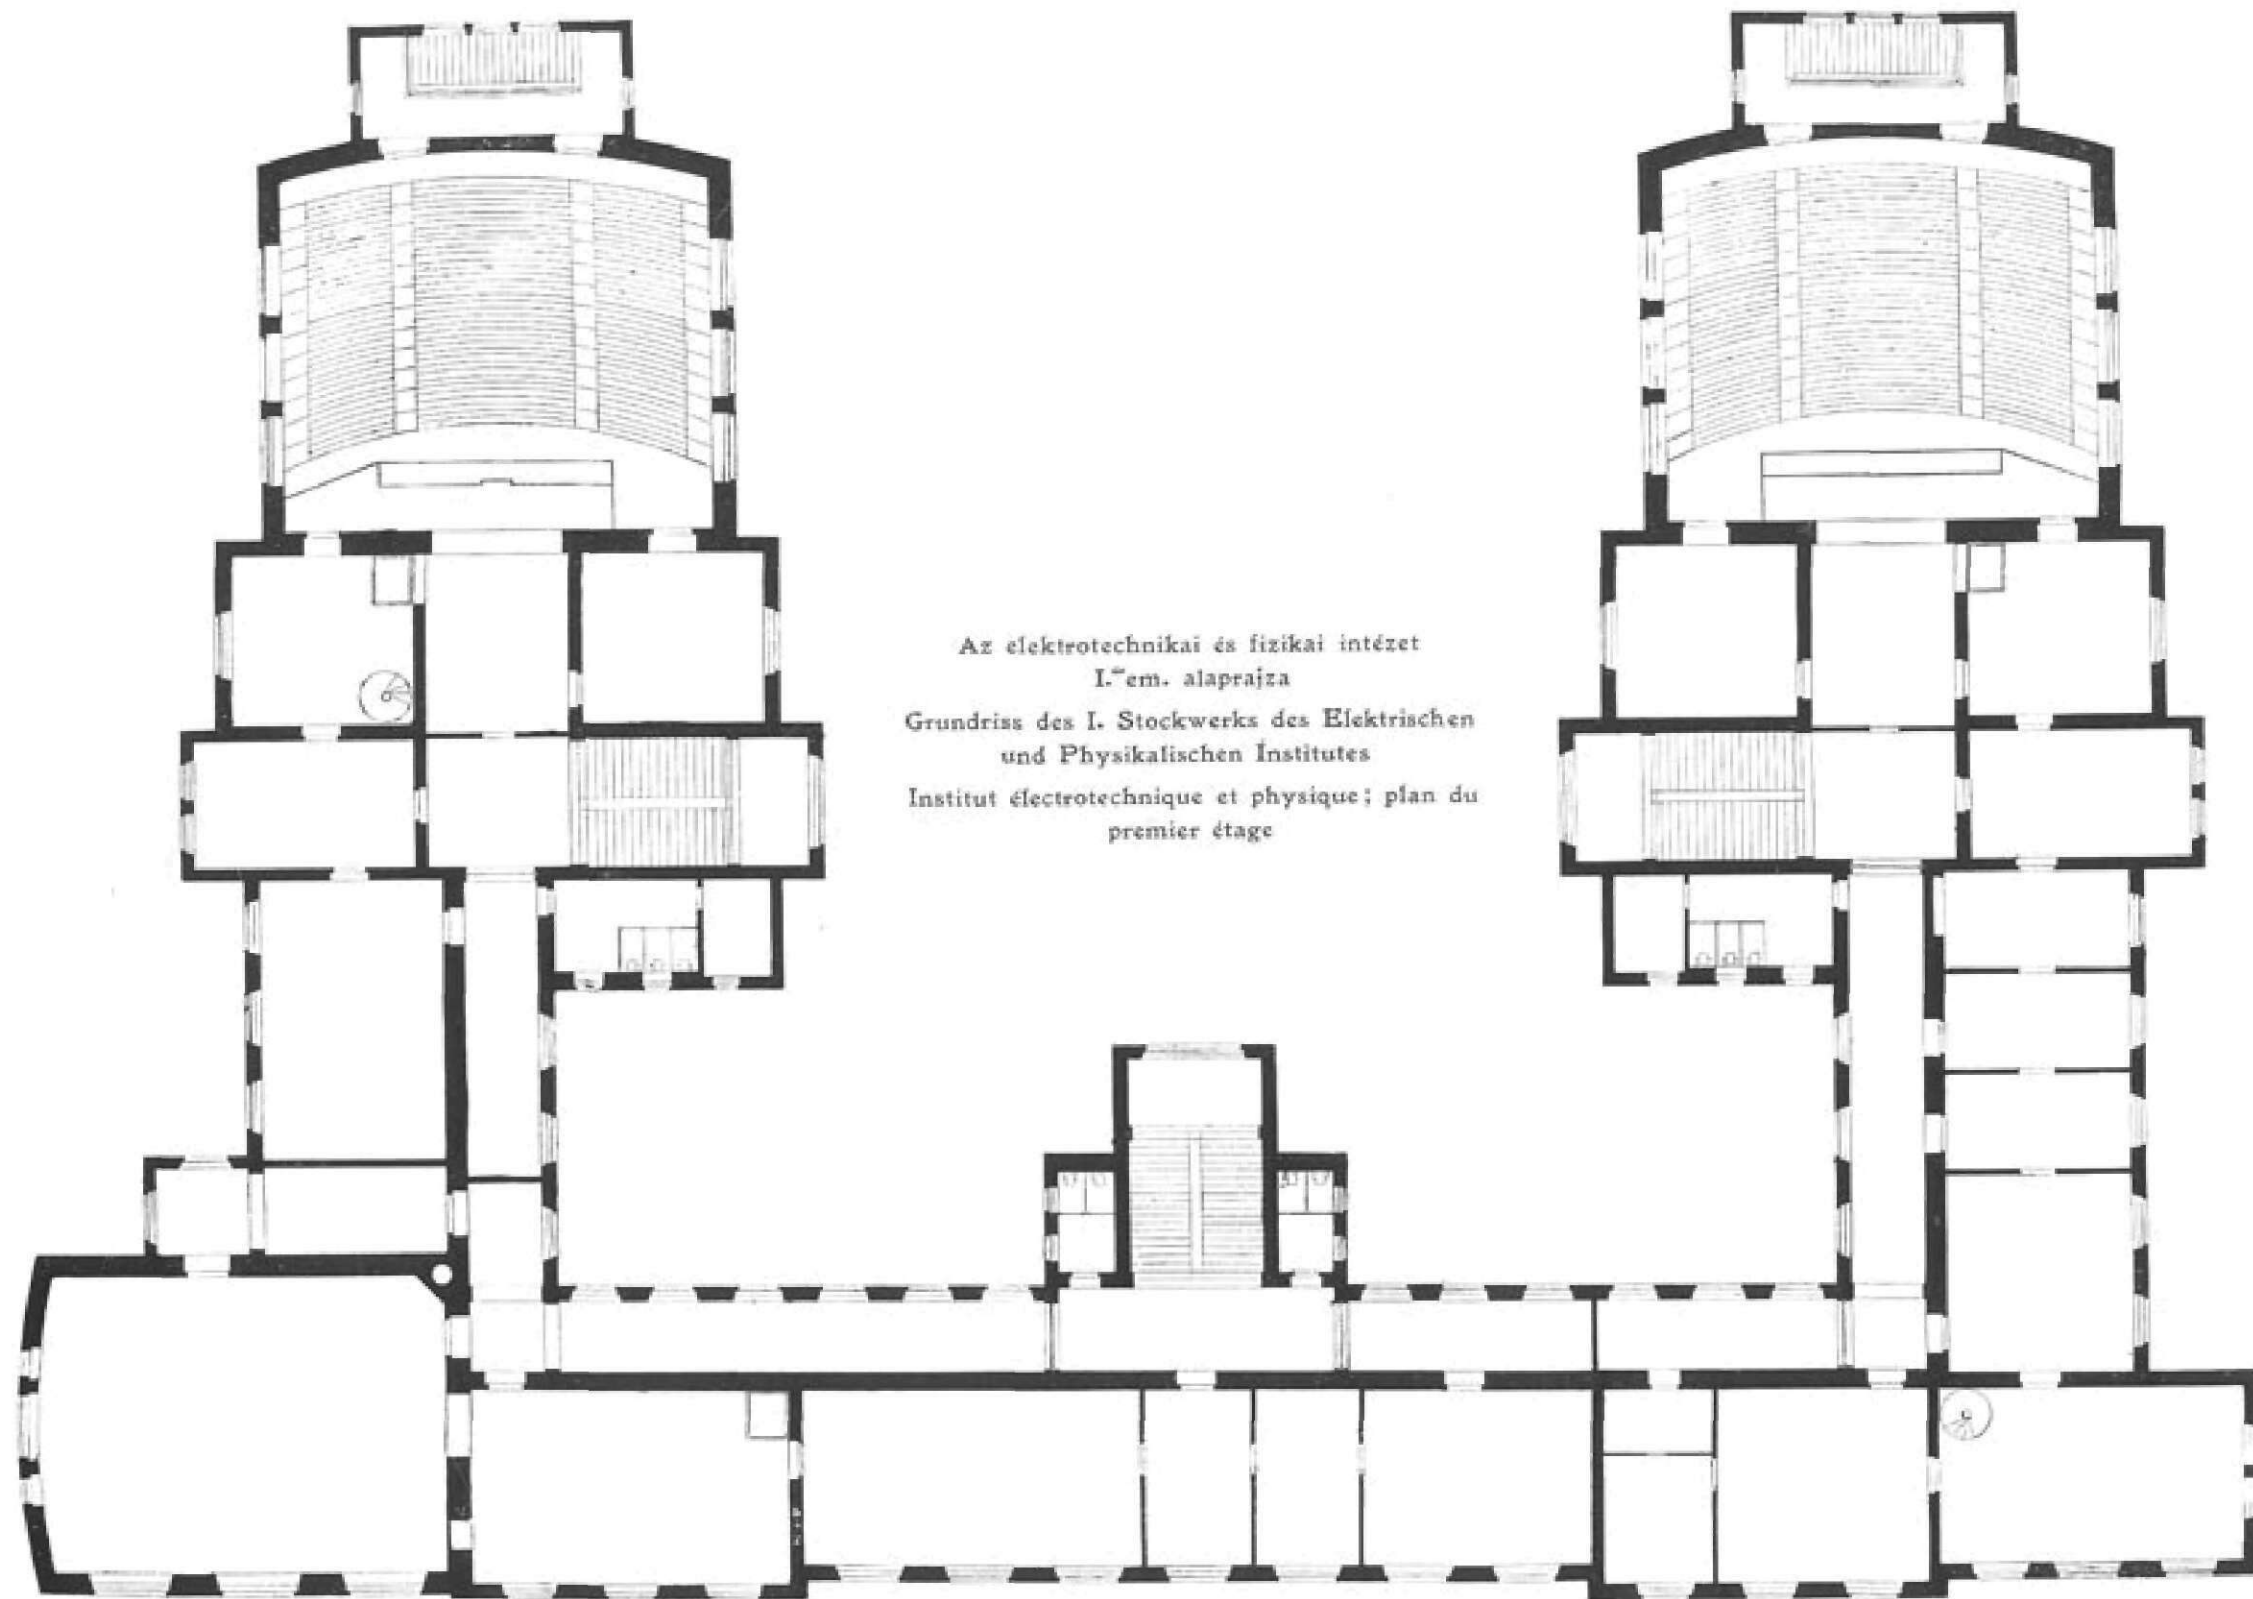 Az elektrotechnikai és fizikai intézet
I. em. alaprajza
Grundriss des I. Stockwerks des Elektrischen
und Physikalischen Institutes
Institut électrotechnique et physique; plan du
premier étage